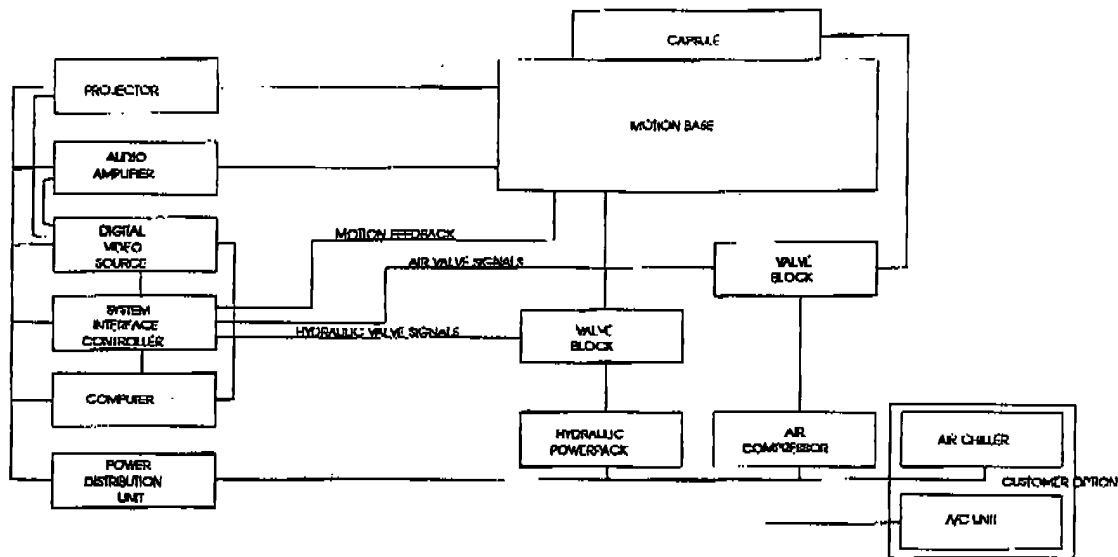 CAPSULE
PROJECTOR
MOTION BASE
AUDIO
AMPLIFIER
DIGITAL
VIDEO
SOURCE
MOTION FEEDBACK
AIR VALVE SIGNALS
VALVE
BLOCK
SYSTEM
INTERFACE
CONTROLLER
HYDRAULIC VALVE SIGNALS
VALVE
BLOCK
COMPUTER
HYDRAULIC
POWERPACK
AIR
COMPRESSOR
AIR CHILLER
POWER
DISTRIBUTION
UNIT
CUSTOMER OPTION
A/C UNIT